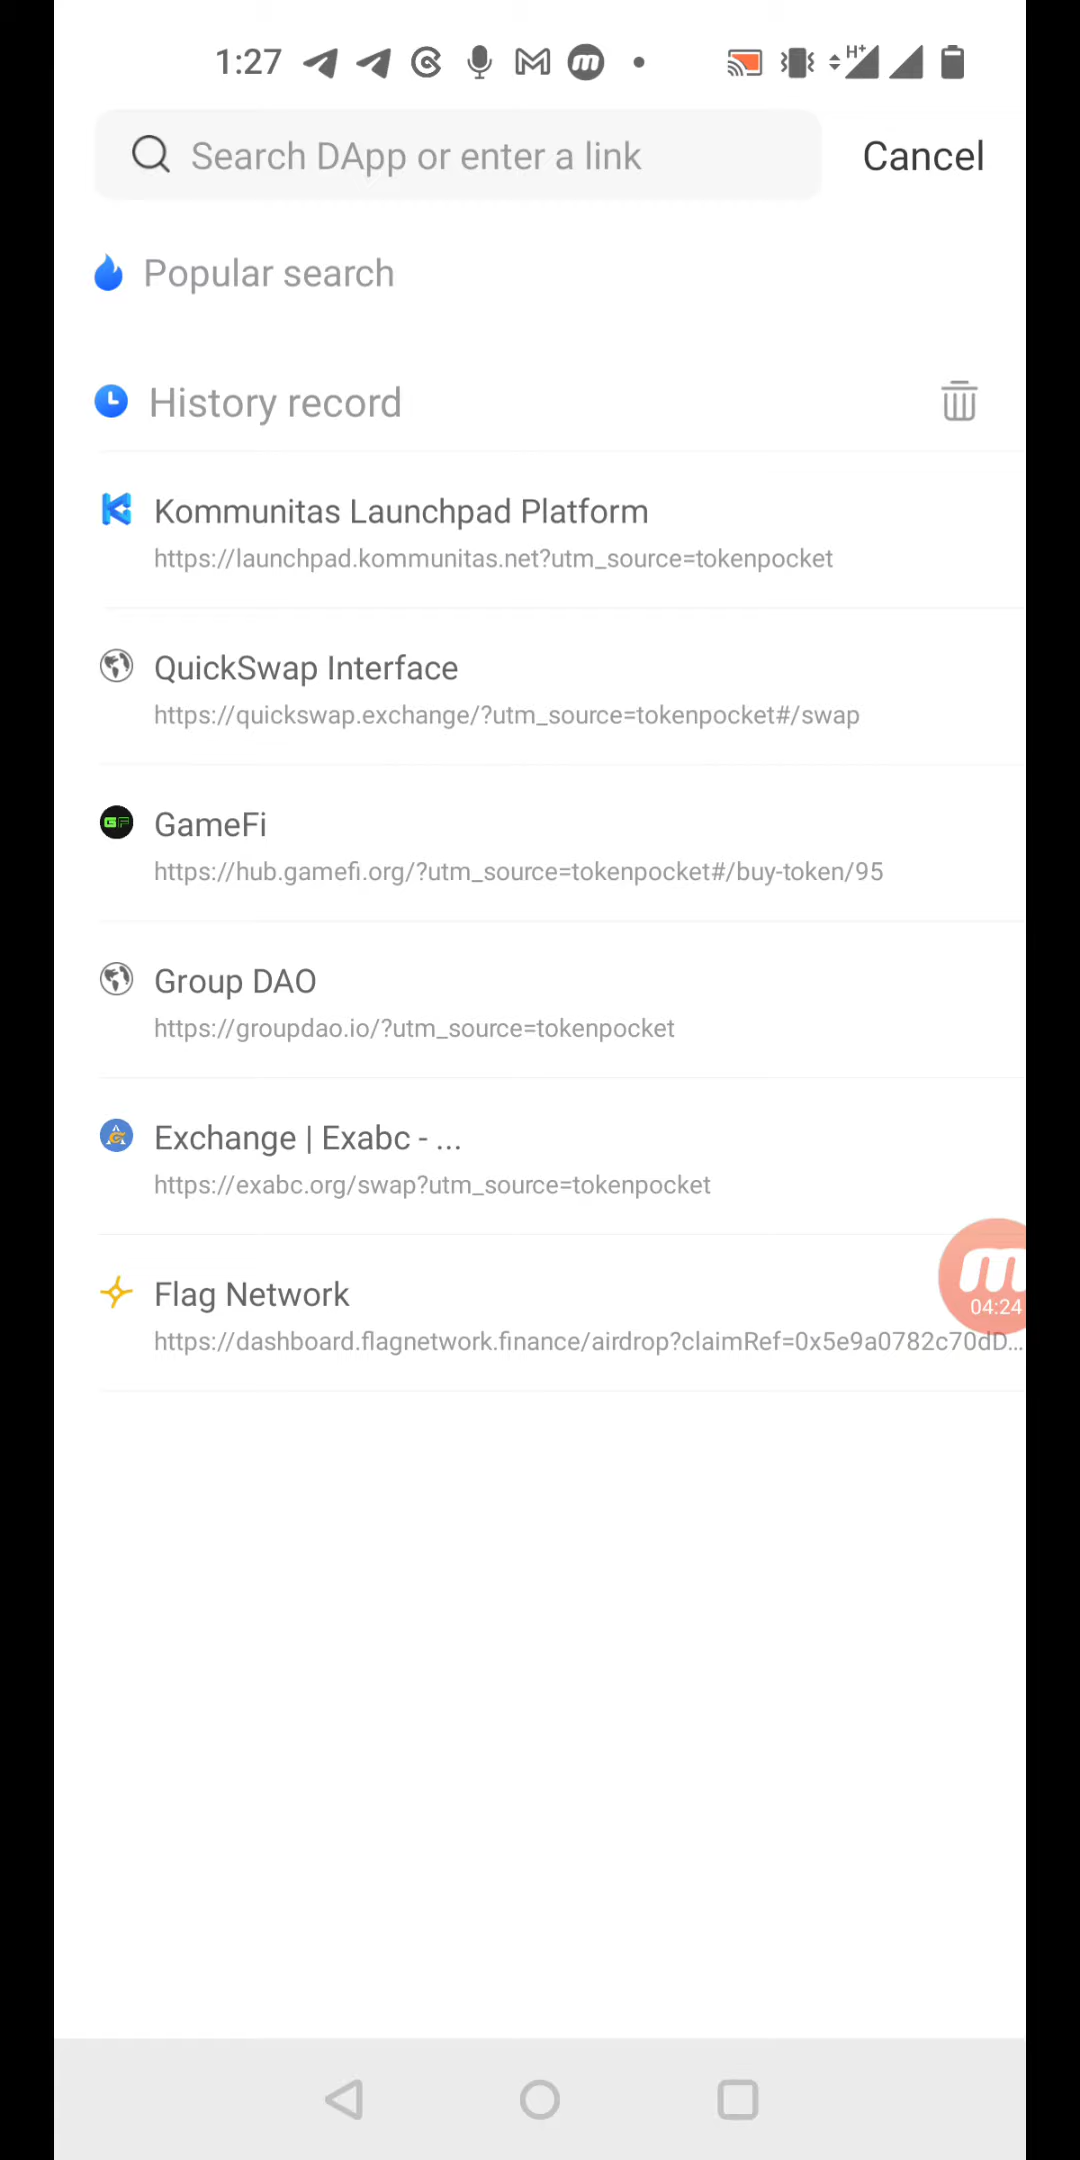 1:27
H+
Search DApp or enter a link
Cancel
Popular search
History record
Kommunitas Launchpad Platform
https://launchpad.kommunitas.net?utm_source=tokenpocket
QuickSwap Interface
https://quickswap.exchange/?utm_source=tokenpocket#/swap
GF
GameFi
https://hub.gamefi.org/?utm_source=tokenpocket#/buy-token/95
Group DAO
https://groupdao.io/?utm_source=tokenpocket
Exchange | Exabc - ...
https://exabc.org/swap?utm_source=tokenpocket
04:24
Flag Network
https://dashboard.flagnetwork.finance/airdrop?claimRef=0x5e9a0782c70dD...